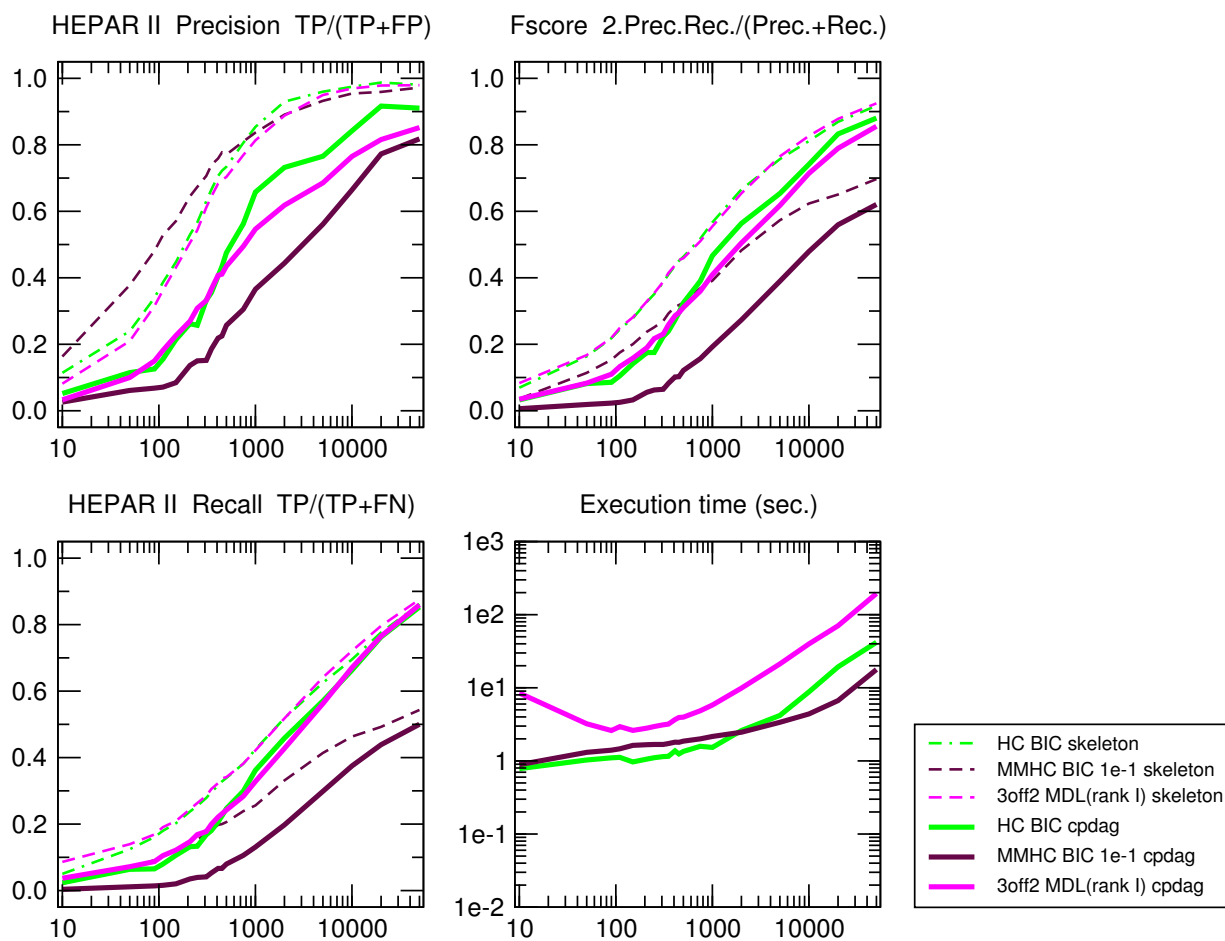 HEPAR II Precision TP/(TP+FP)
1.0
0.8
0.6
0.4
0.2
0.0
10 100 1000 10000
Fscore 2.Prec.Rec./(Prec.+Rec.)
1.0
0.8
0.6
0.4
0.2
0.0
10 100 1000 10000
HEPAR II Recall TP/(TP+FN)
1.0
0.8
0.6
0.4
0.2
0.0
10 100 1000 10000
Execution time (sec.)
1e3
1e2
1e1
1
1e-1
1e-2
10 100 1000 10000
HC BIC skeleton
MMHC BIC 1e-1 skeleton
3off2 MDL(rank I) skeleton
HC BIC cpdag
MMHC BIC 1e-1 cpdag
3off2 MDL(rank I) cpdag